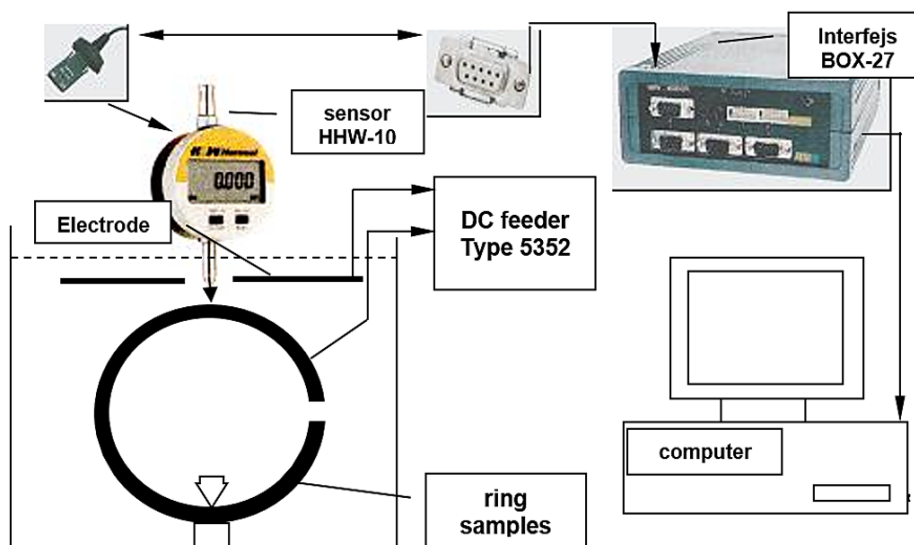 Interfejs
BOX-27
sensor
HHW-10
0.000
Electrode
DC feeder
Type 5352
computer
ring
samples